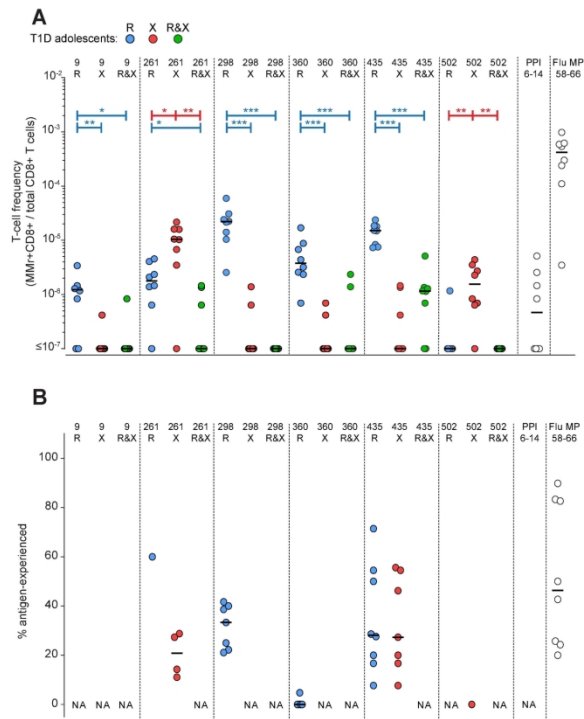 A
R X R&X
T1D adolescents:
9 9 9 261 261 261 298 298 298 360 360 360 435 435 435 502 502 502 PPI Flu MP
R X R&X R X R&X R X R&X R X R&X R X R&X R X R&X 6-14 58-66
T-cell frequency
(MMr+CD8+ / total CD8+ T cells)
10-2
10-3
10-4
10-5
10-6
≤10-7
* * ** *** *** *** ** **
** * *** *** ***
B
9 9 9 261 261 261 298 298 298 360 360 360 435 435 435 502 502 502 PPI Flu MP
R X R&X R X R&X R X R&X R X R&X R X R&X R X R&X 6-14 58-66
% antigen-experienced
100
80
60
40
20
0
NA NA NA NA NA NA NA NA NA NA NA NA